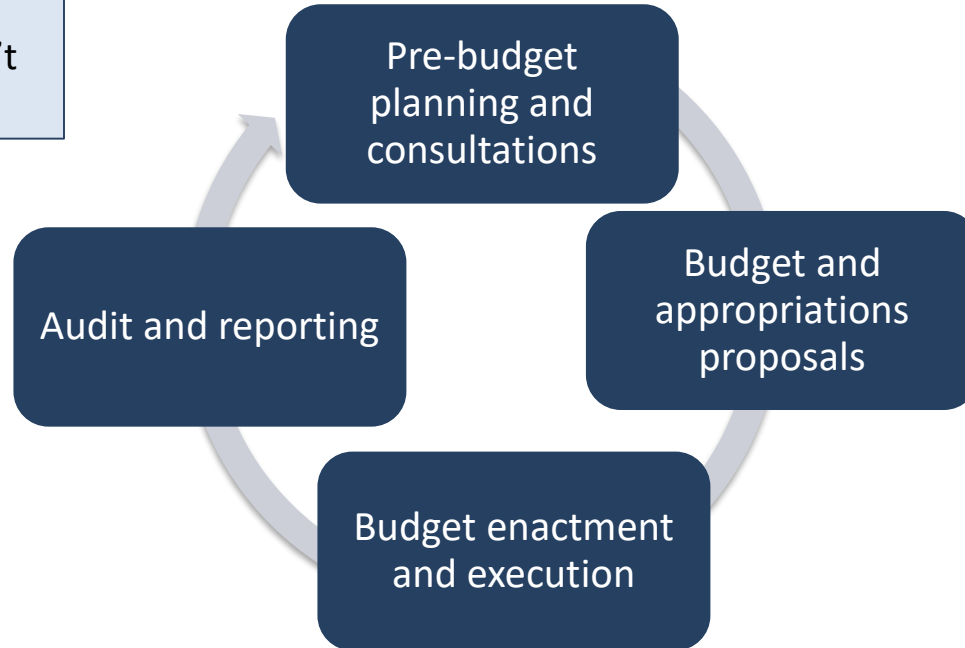 't
Pre-budget
planning and
consultations
Budget and
appropriations
proposals
Audit and reporting
Budget enactment
and execution